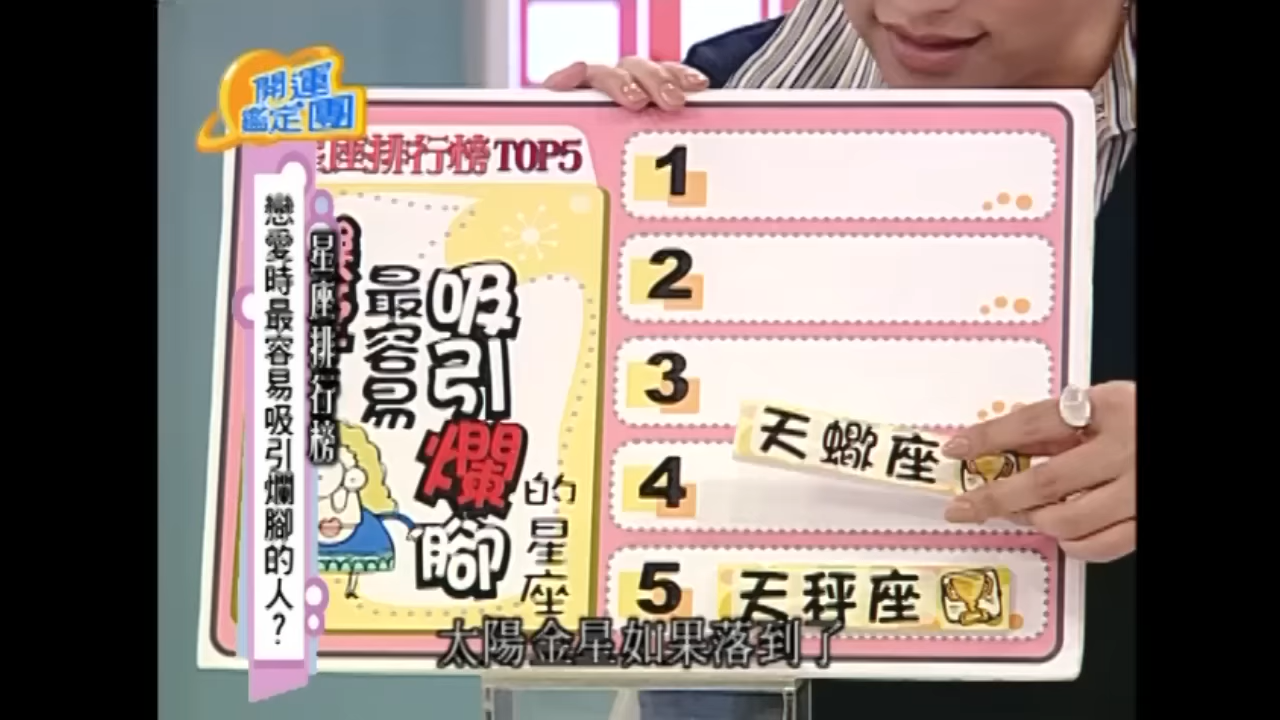 開運
鑑定團
戀愛時最容易吸引爛腳的人?
星座排行榜
座排行榜TOP5
最容易
吸引
爛腳
的星座
1
2
3
4
天蠍座
5
天秤座
太陽金星如果落到了